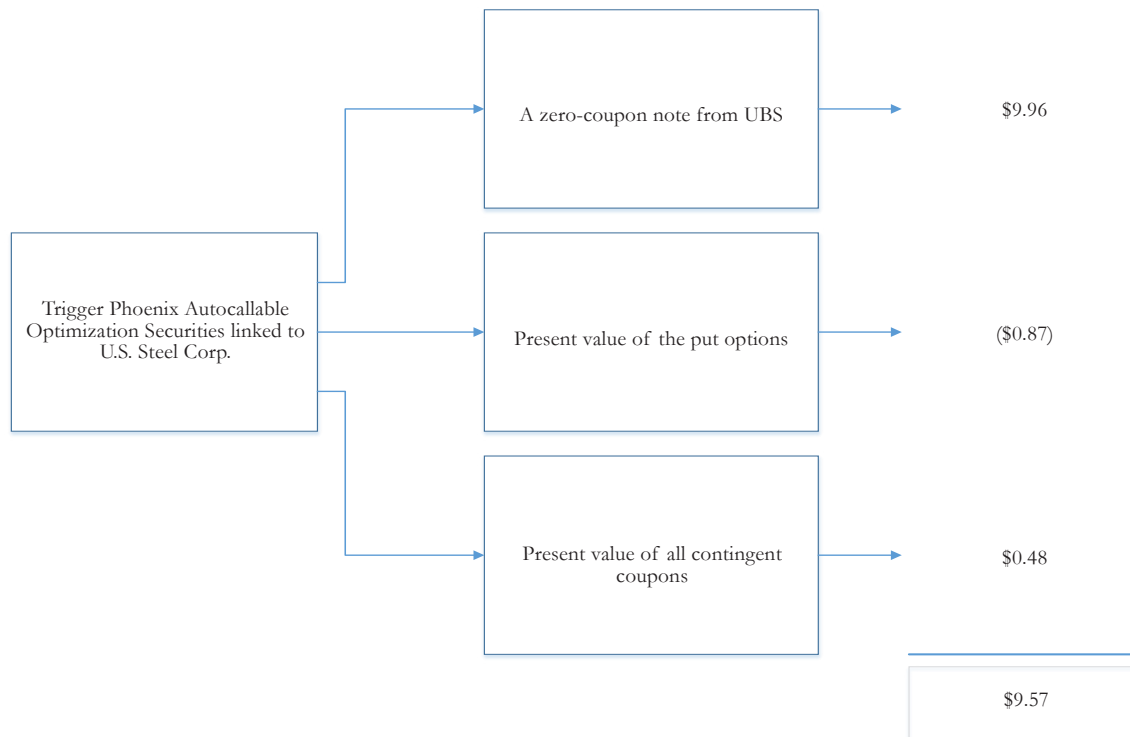 A zero-coupon note from UBS
$9.96
Trigger Phoenix Autocallable
Optimization Securities linked to
U.S. Steel Corp.
Present value of the put options
($0.87)
Present value of all contingent
coupons
$0.48
$9.57